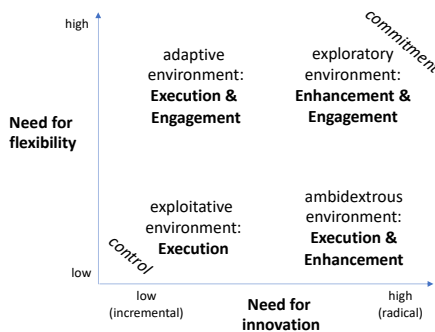 high
commitment
adaptive
environment:
Execution &
Engagement
exploratory
environment:
Enhancement &
Engagement
Need for
flexibility
exploitative
environment:
Execution
ambidextrous
environment:
Execution &
Enhancement
control
low
low
(incremental)
Need for
innovation
high
(radical)